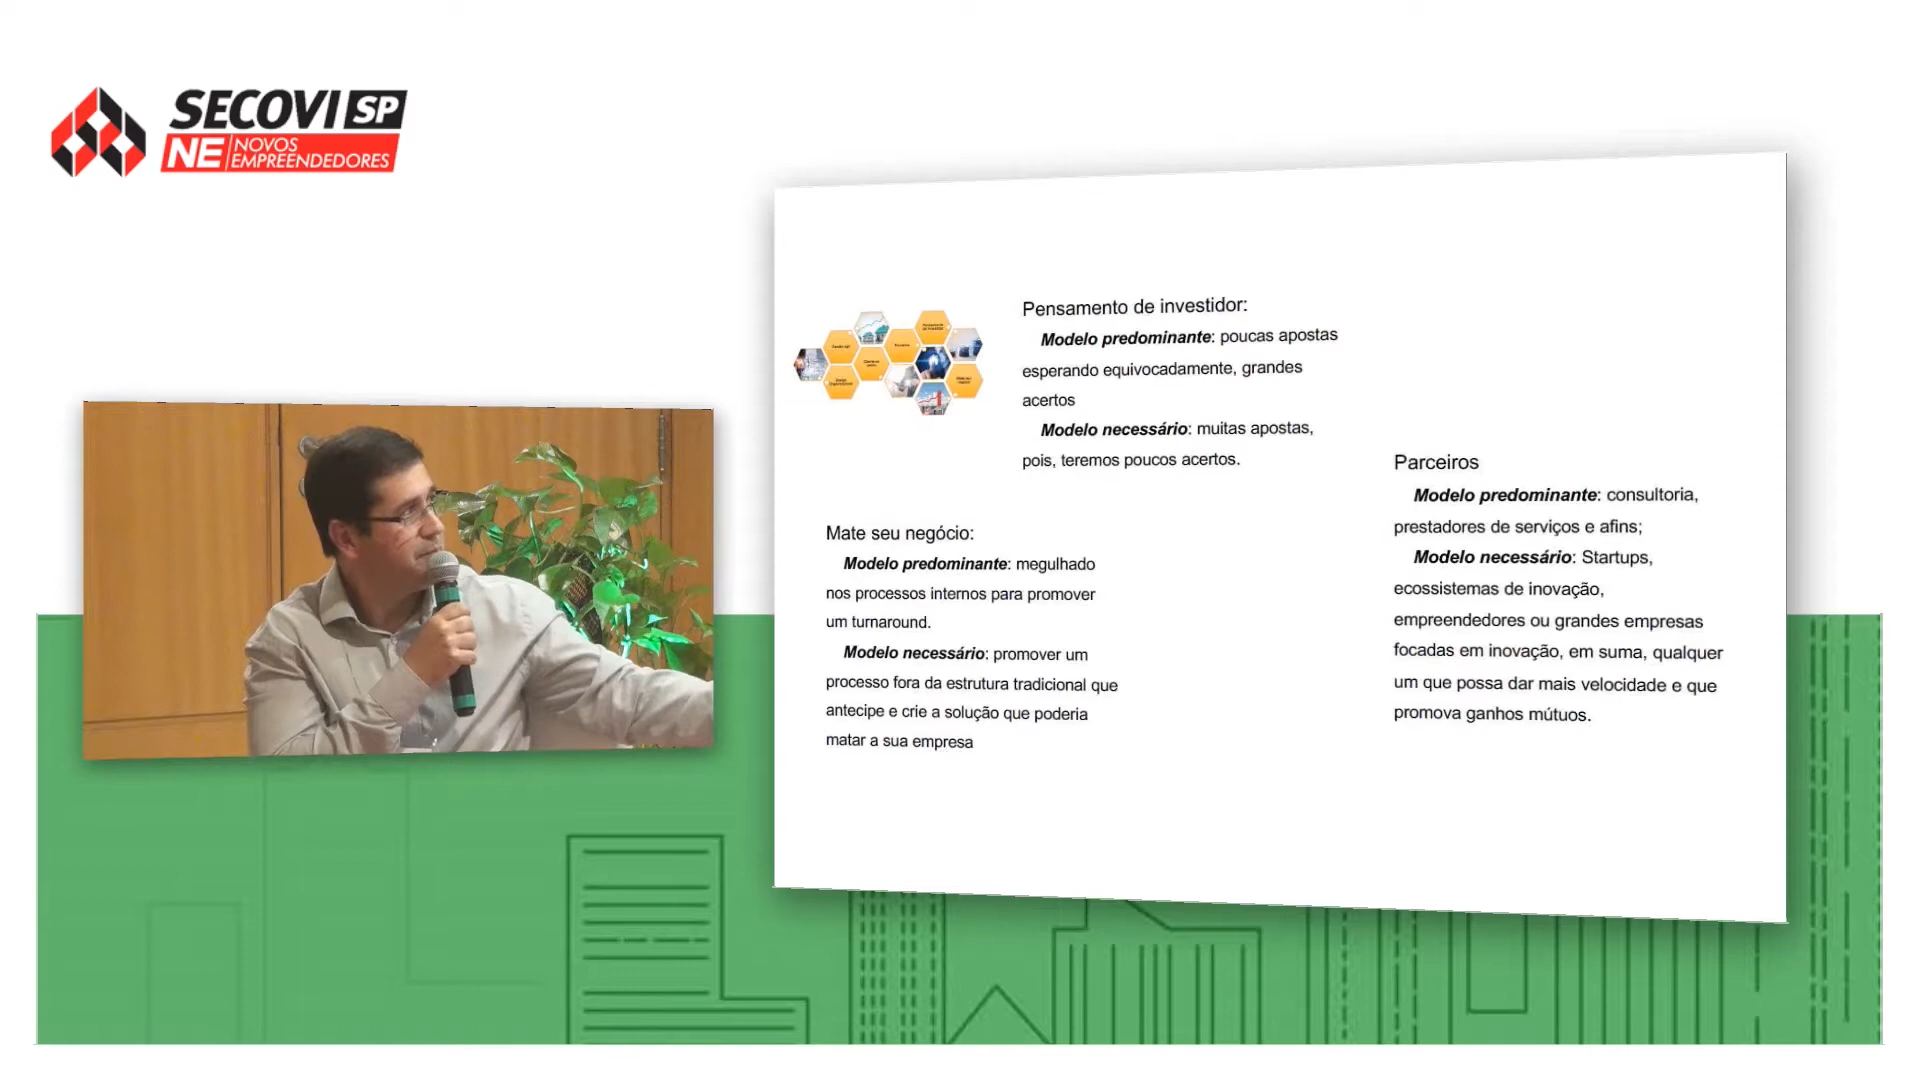 SECOVI SP
NE NOVOS
EMPREENDEDORES
Pensamento de investidor:
Modelo predominante: poucas apostas
esperando equivocadamente, grandes
acertos
Modelo necessário: muitas apostas,
pois, teremos poucos acertos.
Mate seu negócio:
Modelo predominante: megulhado
nos processos internos para promover
um turnaround.
Modelo necessário: promover um
processo fora da estrutura tradicional que
antecipe e crie a solução que poderia
matar a sua empresa
Parceiros
Modelo predominante: consultoria,
prestadores de serviços e afins;
Modelo necessário: Startups,
ecossistemas de inovação,
empreendedores ou grandes empresas
focadas em inovação, em suma, qualquer
um que possa dar mais velocidade e que
promova ganhos mútuos.